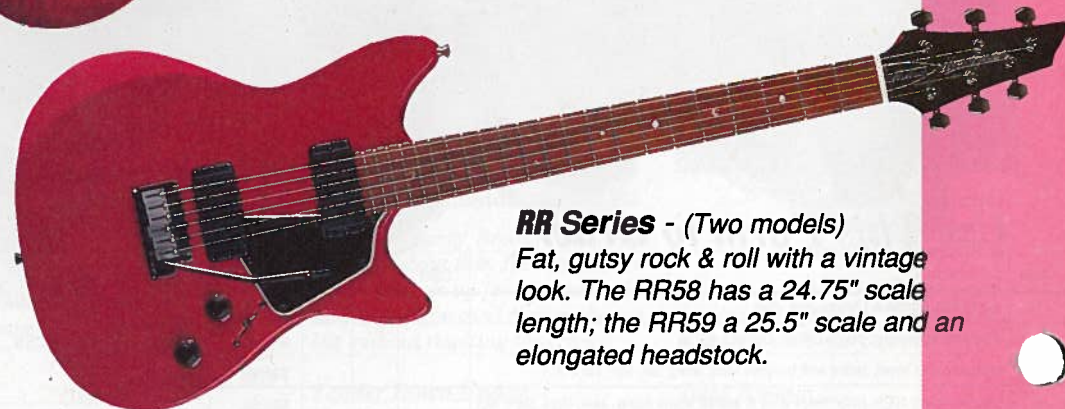 RR Series - (Two models)
Fat, gutsy rock & roll with a vintage
look. The RR58 has a 24.75" scale
length; the RR59 a 25.5" scale and an
elongated headstock.